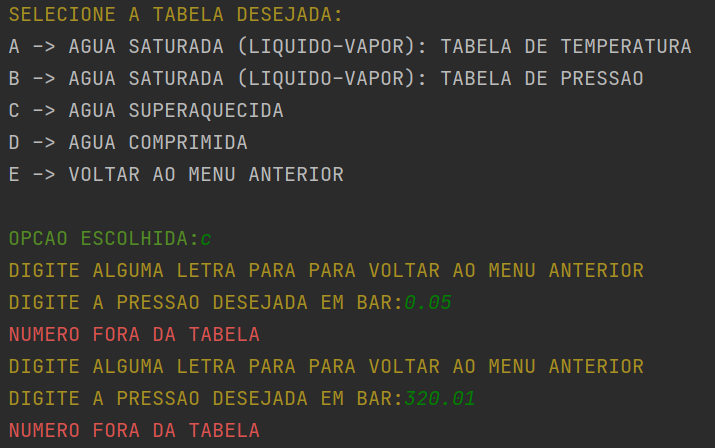 SELECIONE A TABELA DESEJADA:
A -> AGUA SATURADA (LIQUIDO-VAPOR): TABELA DE TEMPERATURA
B -> AGUA SATURADA (LIQUIDO-VAPOR): TABELA DE PRESSAO
C -> AGUA SUPERAQUECIDA
D -> AGUA COMPRIMIDA
E -> VOLTAR AO MENU ANTERIOR
OPCAO ESCOLHIDA:c
DIGITE ALGUMA LETRA PARA PARA VOLTAR AO MENU ANTERIOR
DIGITE A PRESSAO DESEJADA EM BAR:0.05
NUMERO FORA DA TABELA
DIGITE ALGUMA LETRA PARA PARA VOLTAR AO MENU ANTERIOR
DIGITE A PRESSAO DESEJADA EM BAR:320.01
NUMERO FORA DA TABELA